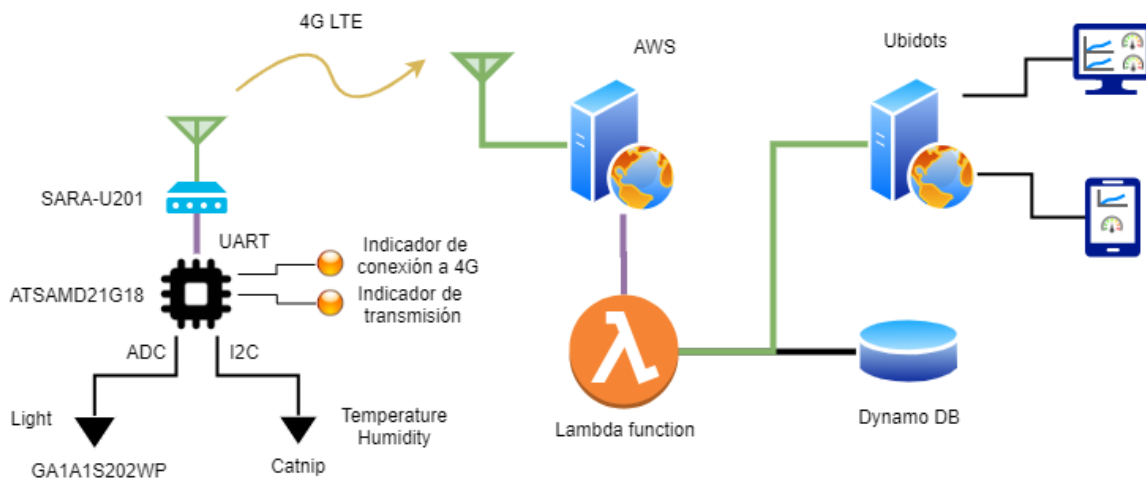 4G LTE
AWS
Ubidots
SARA-U201
UART
Indicador de
conexión a 4G
ATSAMD21G18
Indicador de
transmisión
ADC
I2C
Light
Temperature
Humidity
GA1A1S202WP
Catnip
Lambda function
Dynamo DB
λ